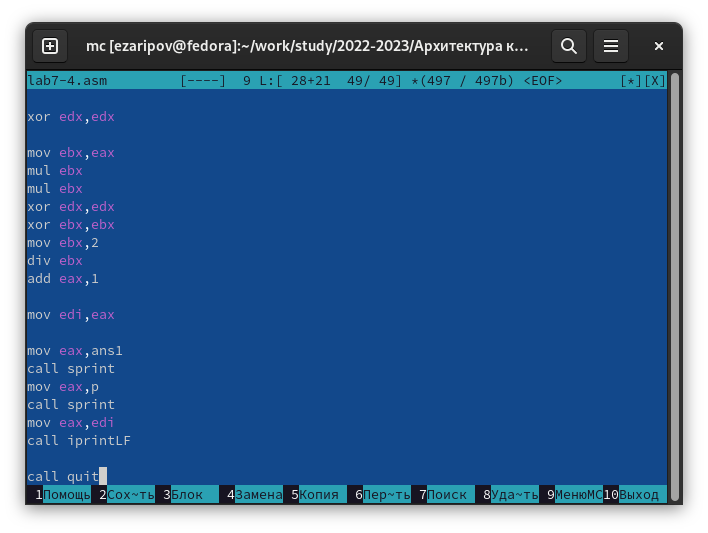 mc [ezaripov@fedora]:~/work/study/2022-2023/Архитектура к…
lab7-4.asm [----] 9 L:[ 28+21 49/ 49] *(497 / 497b) <EOF> [*][X]
xor edx,edx
mov ebx,eax
mul ebx
mul ebx
xor edx,edx
xor ebx,ebx
mov ebx,2
div ebx
add eax,1
mov edi,eax
mov eax,ans1
call sprint
mov eax,p
call sprint
mov eax,edi
call iprintLF
call quit
1Помощь 2Сох~ть 3Блок 4Замена 5Копия 6Пер~ть 7Поиск 8Уда~ть 9МенюMC 10Выход